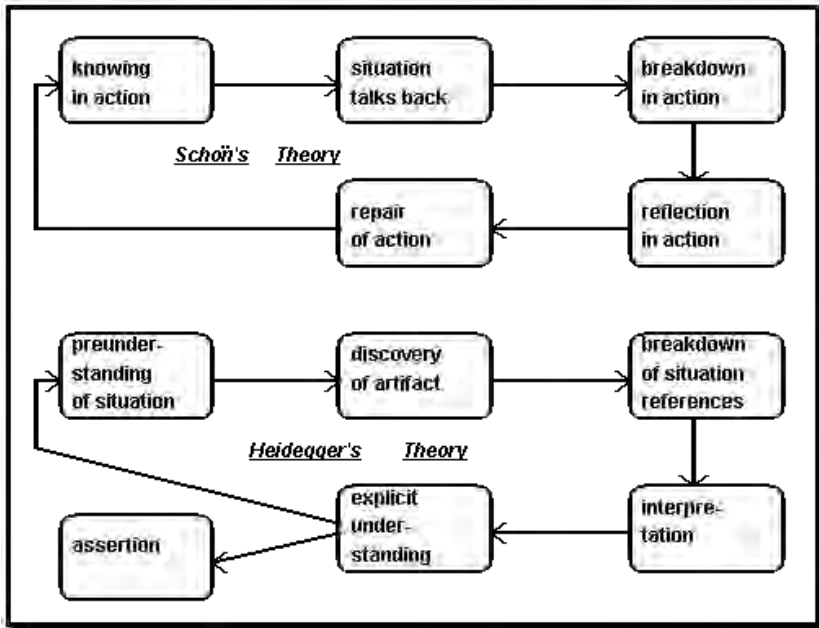 knowing
in action
situation
talks back
breakdown
in action
Schön's Theory
repair
of action
reflection
in action
preunder-
standing
of situation
discovery
of artifact
breakdown
of situation
references
Heidegger's Theory
assertion
explicit
under-
standing
interpre-
tation